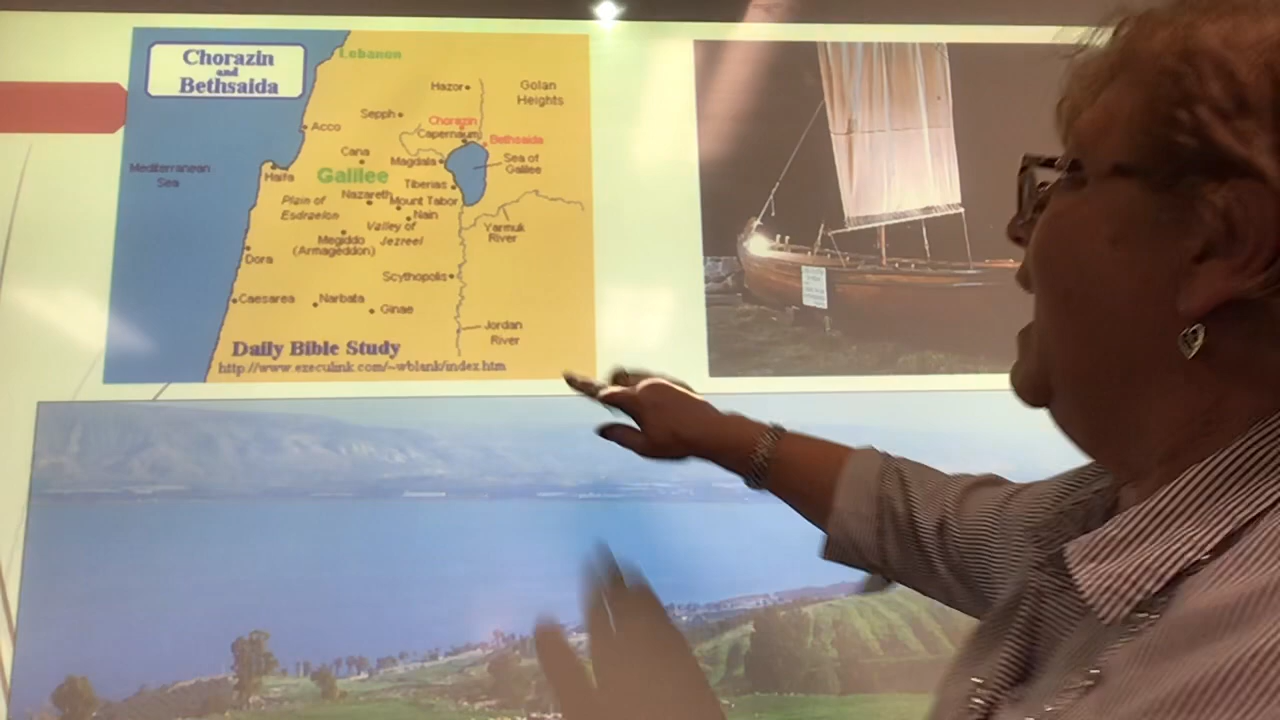 Chorazin
and
Bethsaida
Lebanon
Hazor
Golan
Heights
Sepph
Acco
Chorazin
Capernaum
Bethsaida
Cana
Magdala
Sea of
Galilee
Mediterranean
Sea
Haifa
Galilee
Tiberias
Nazareth
Mount Tabor
Plain of
Esdraelon
Nain
Valley of
Jezreel
Yarmuk
River
Megiddo
(Armageddon)
Dora
Scythopolis
Caesarea
Narbata
Ginae
Jordan
River
Daily Bible Study
http://www.execulink.com/~wblank/index.htm